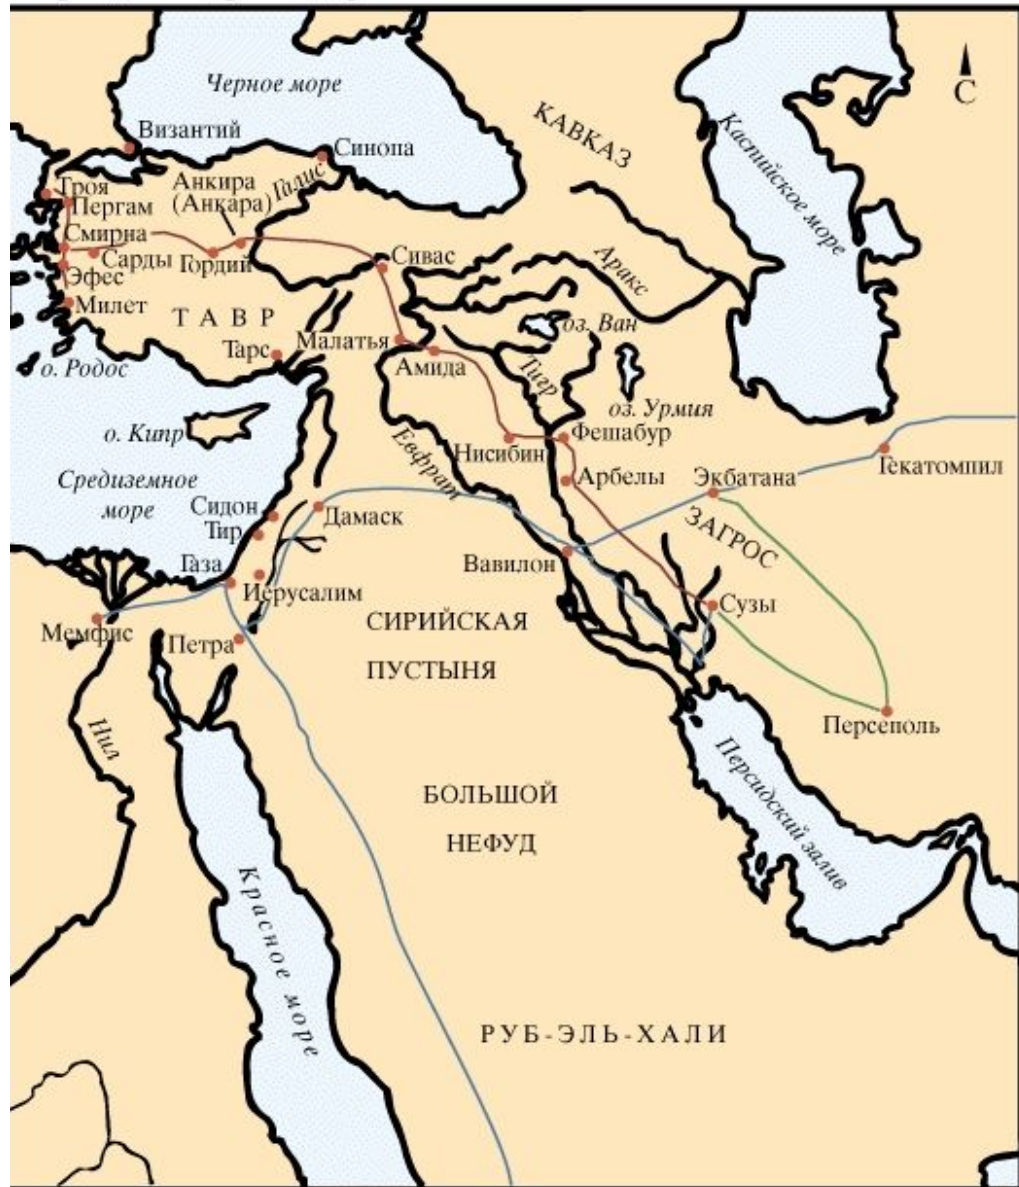 Черное море
КАВКАЗ
С
Каспийское море
Византий
Синопа
Троя
Анкира
(Анкара)
Галис
Пергам
Смирна
Сарды
Гордий
Сивас
Аракс
Эфес
Милет
ТАВР
Малатья
оз. Ван
Тарс
Амида
Тигр
о. Родос
оз. Урмия
о. Кипр
Евфрат
Нисибин
Фешабур
Гекатомпил
Средиземное
море
Арбелы
Экбатана
Сидон
Дамаск
Тир
ЗАГРОС
Газа
Вавилон
Иерусалим
Сузы
Мемфис
Петра
СИРИЙСКАЯ
ПУСТЫНЯ
Нил
Персеполь
Персидский залив
БОЛЬШОЙ
НЕФУД
Красное море
РУБ-ЭЛЬ-ХАЛИ